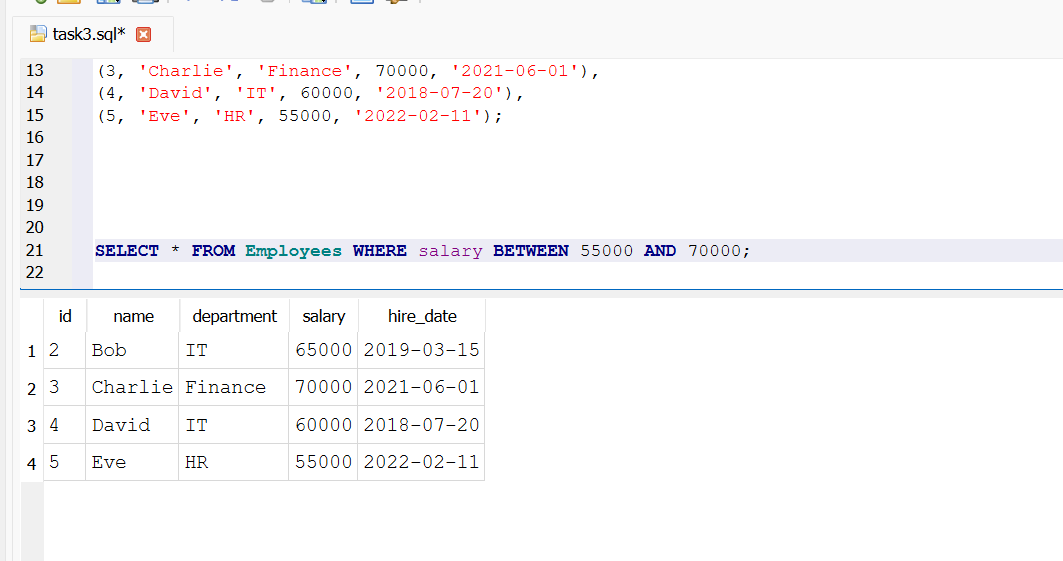 task3.sql*
13 (3, 'Charlie', 'Finance', 70000, '2021-06-01'),
14 (4, 'David', 'IT', 60000, '2018-07-20'),
15 (5, 'Eve', 'HR', 55000, '2022-02-11');
16
17
18
19
20
21 SELECT * FROM Employees WHERE salary BETWEEN 55000 AND 70000;
22
id name department salary hire_date
1 2 Bob IT 65000 2019-03-15
2 3 Charlie Finance 70000 2021-06-01
3 4 David IT 60000 2018-07-20
4 5 Eve HR 55000 2022-02-11